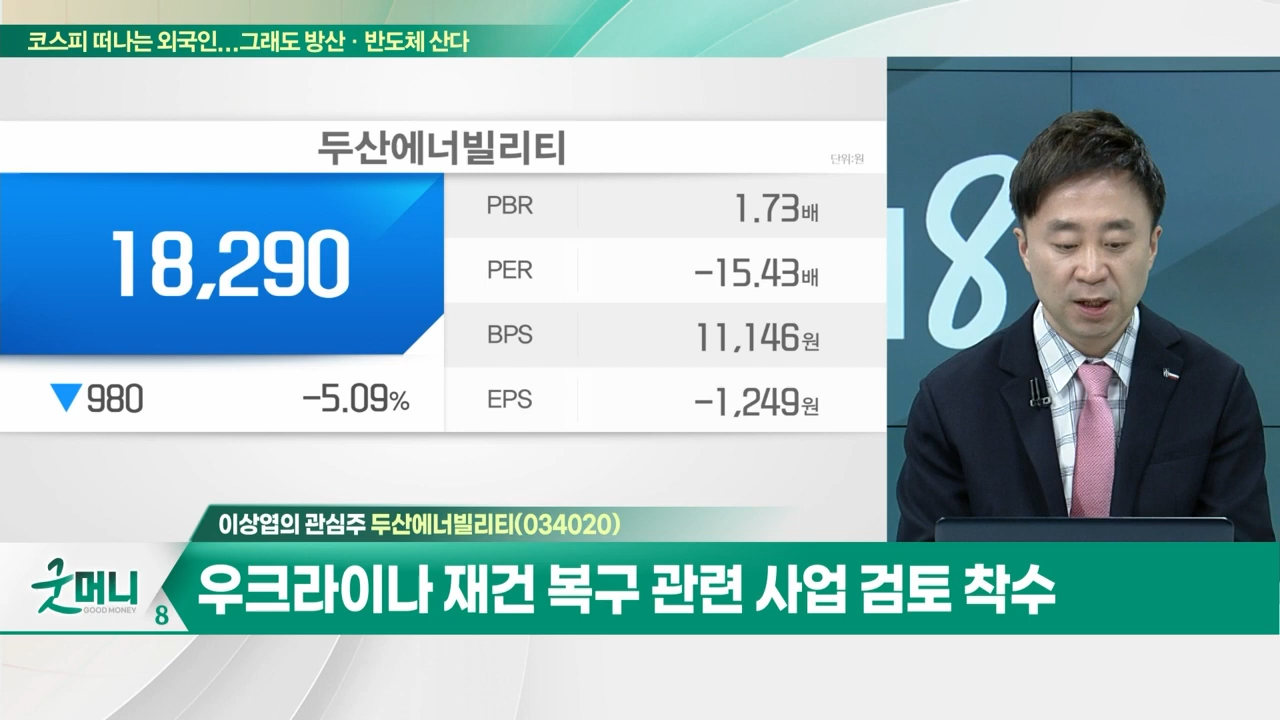 코스피 떠나는 외국인...그래도 방산·반도체 산다
두산에너빌리티
단위:원
18,290
▼980 -5.09%
PBR 1.73배
PER -15.43배
BPS 11,146원
EPS -1,249원
8
이상엽의 관심주 두산에너빌리티(034020)
우크라이나 재건 복구 관련 사업 검토 착수
굿머니
GOOD MONEY
8